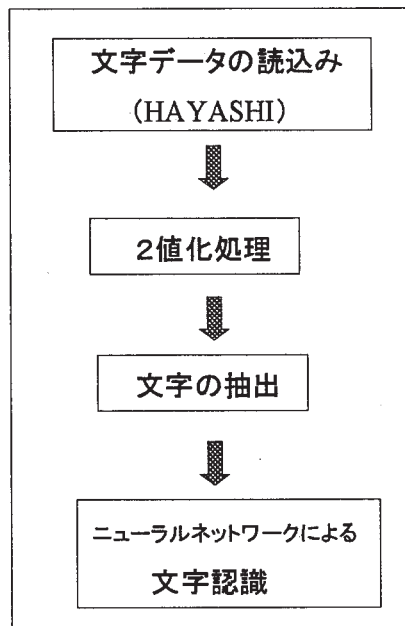 文字データの読込み
(HAYASHI)
2値化処理
文字の抽出
ニューラルネットワークによる
文字認識